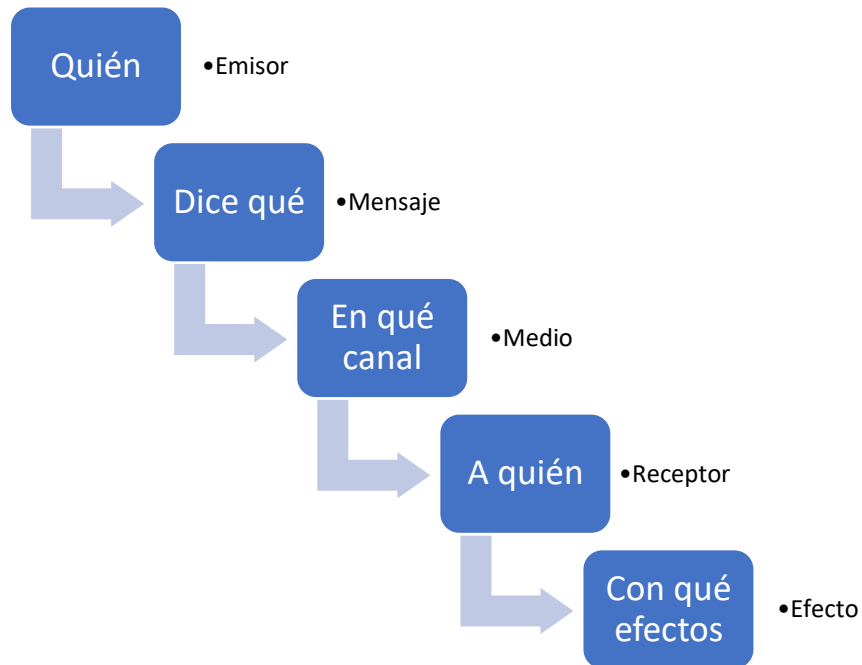 Quién
•Emisor
Dice qué
•Mensaje
En qué
canal
•Medio
A quién
•Receptor
Con qué
efectos
•Efecto